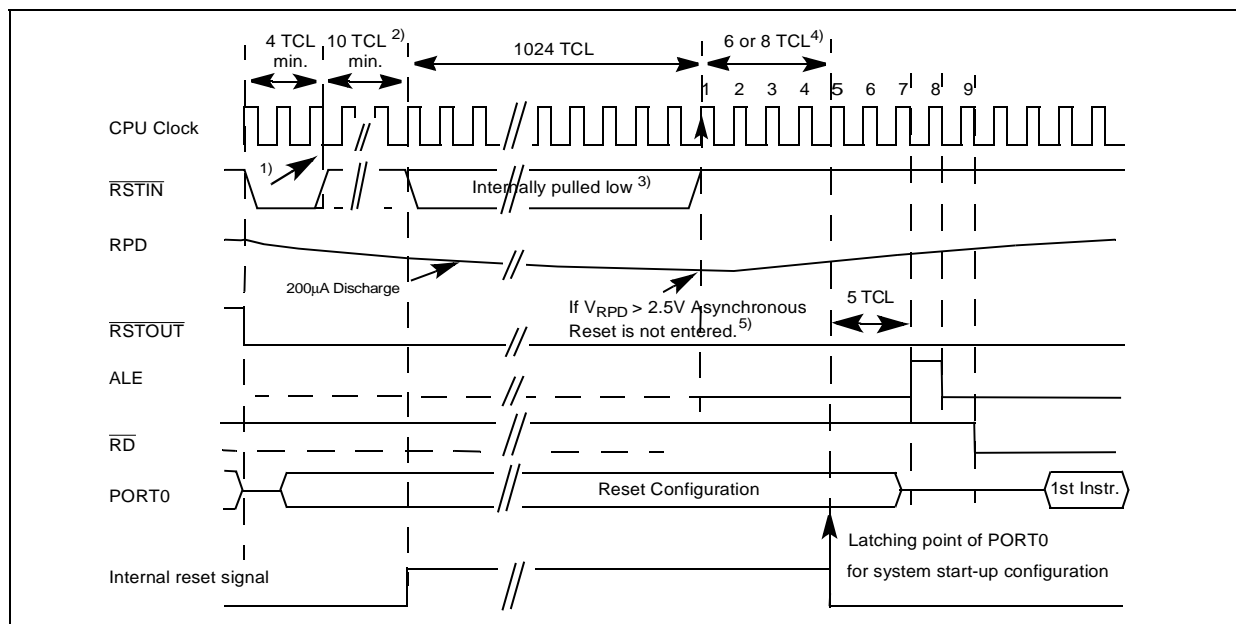 4 TCL
min.
10 TCL 2)
min.
1024 TCL
6 or 8 TCL4)
1 2 3 4 5 6 7 8 9
CPU Clock
1)
RSTIN
Internally pulled low 3)
RPD
200µA Discharge
If VRPD > 2.5V Asynchronous
Reset is not entered.5)
5 TCL
RSTOUT
ALE
RD
PORT0
Reset Configuration
1st Instr.
Latching point of PORT0
for system start-up configuration
Internal reset signal